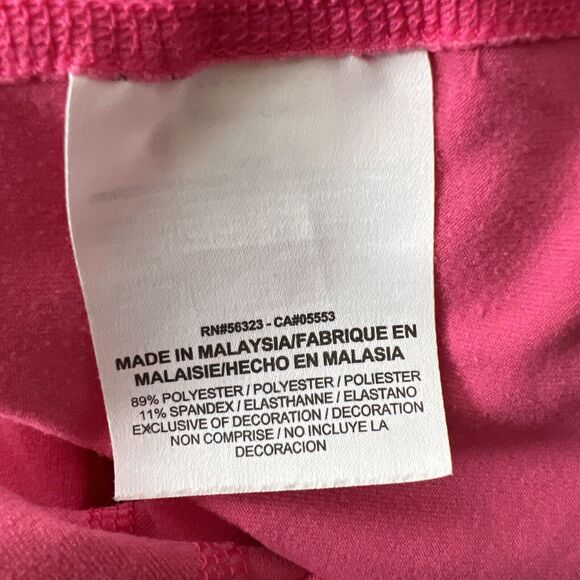 RN#56323 - CA#05553
MADE IN MALAYSIA/FABRIQUE EN
MALAISIE/HECHO EN MALASIA
89% POLYESTER / POLYESTER / POLIESTER
11% SPANDEX / ELASTHANNE / ELASTANO
EXCLUSIVE OF DECORATION / DECORATION
NON COMPRISE / NO INCLUYE LA
DECORACION